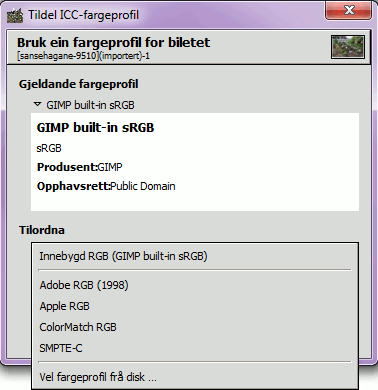 Tildel ICC-fargeprofil
Bruk ein fargeprofil for biletet
[sansehagane-9510](importert)-1
Gjeldande fargeprofil
GIMP built-in sRGB
GIMP built-in sRGB
sRGB
Produsent:GIMP
Opphavsrett:Public Domain
Tilordna
Innebygd RGB (GIMP built-in sRGB)
Adobe RGB (1998)
Apple RGB
ColorMatch RGB
SMPTE-C
Vel fargeprofil frå disk ...